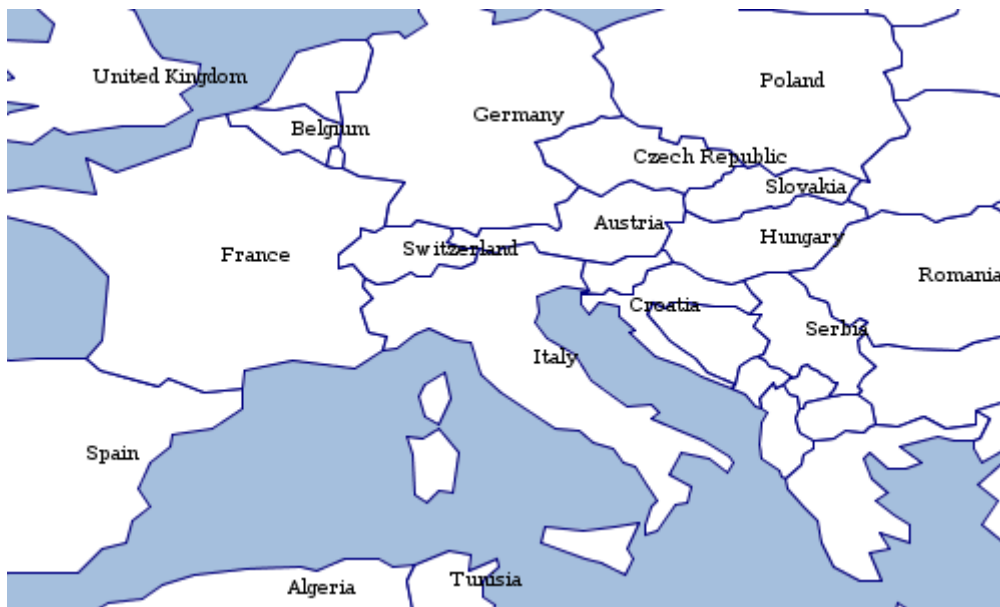 United Kingdom
Poland
Germany
Belgium
Czech Republic
Slovakia
Austria
Hungary
Switzerland
France
Romania
Croatia
Serbia
Italy
Spain
Tunisia
Algeria